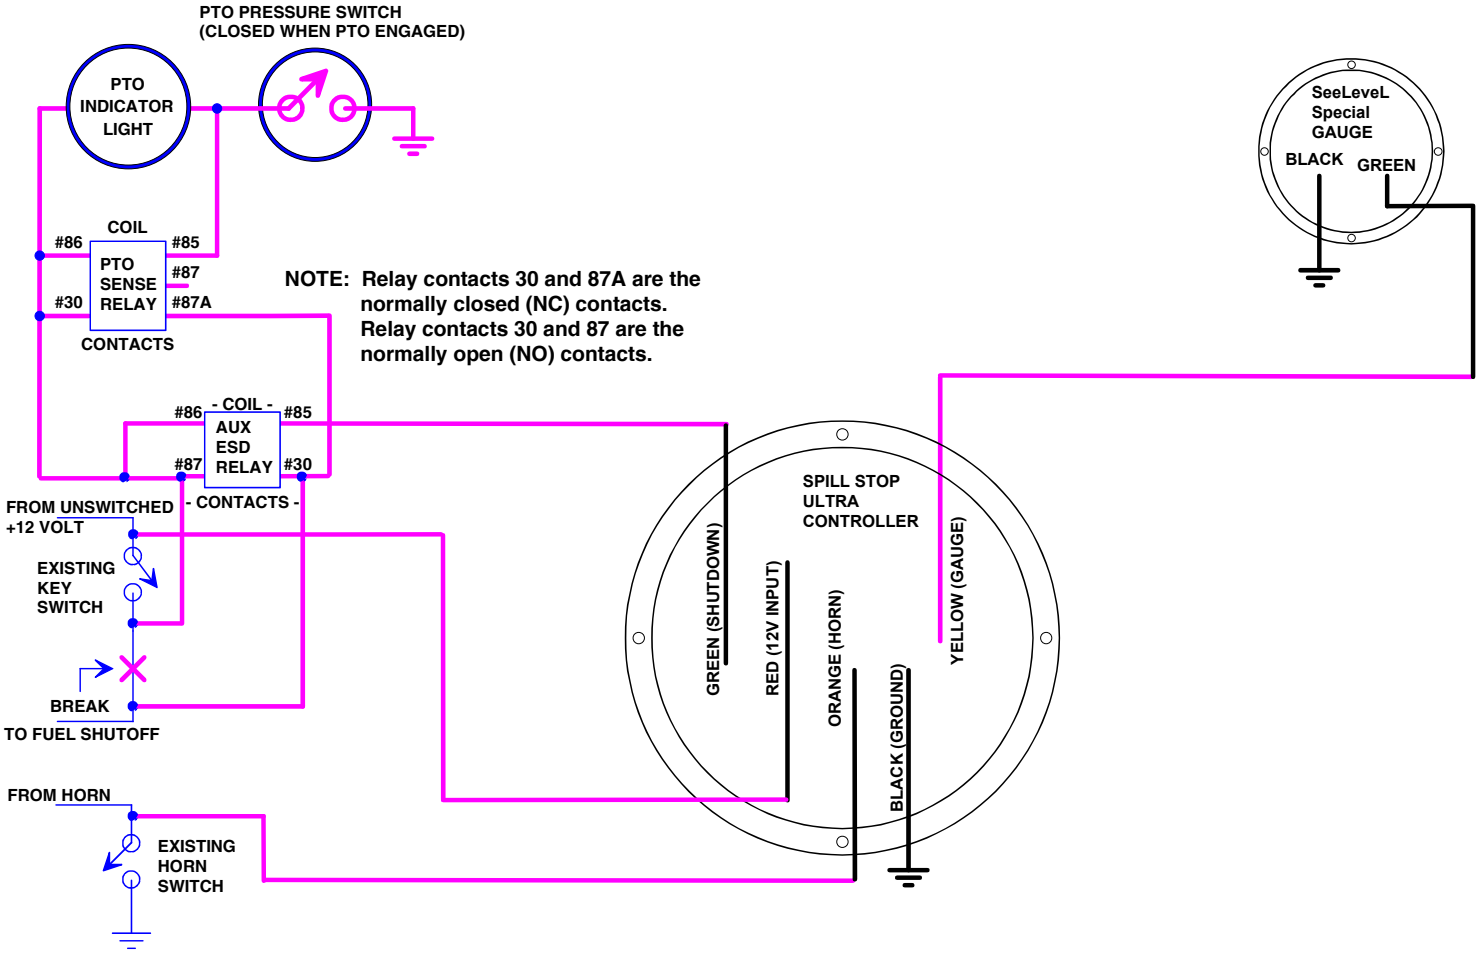 PTO PRESSURE SWITCH
(CLOSED WHEN PTO ENGAGED)
PTO
INDICATOR
LIGHT
SeeLeveL
Special
GAUGE
BLACK
GREEN
COIL
#86
#85
PTO
SENSE
RELAY
#87
#30
#87A
CONTACTS
NOTE: Relay contacts 30 and 87A are the
normally closed (NC) contacts.
Relay contacts 30 and 87 are the
normally open (NO) contacts.
- COIL -
#86
#85
AUX
ESD
RELAY
#87
#30
- CONTACTS -
FROM UNSWITCHED
+12 VOLT
EXISTING
KEY
SWITCH
BREAK
TO FUEL SHUTOFF
SPILL STOP
ULTRA
CONTROLLER
GREEN (SHUTDOWN)
RED (12V INPUT)
ORANGE (HORN)
BLACK (GROUND)
YELLOW (GAUGE)
FROM HORN
EXISTING
HORN
SWITCH